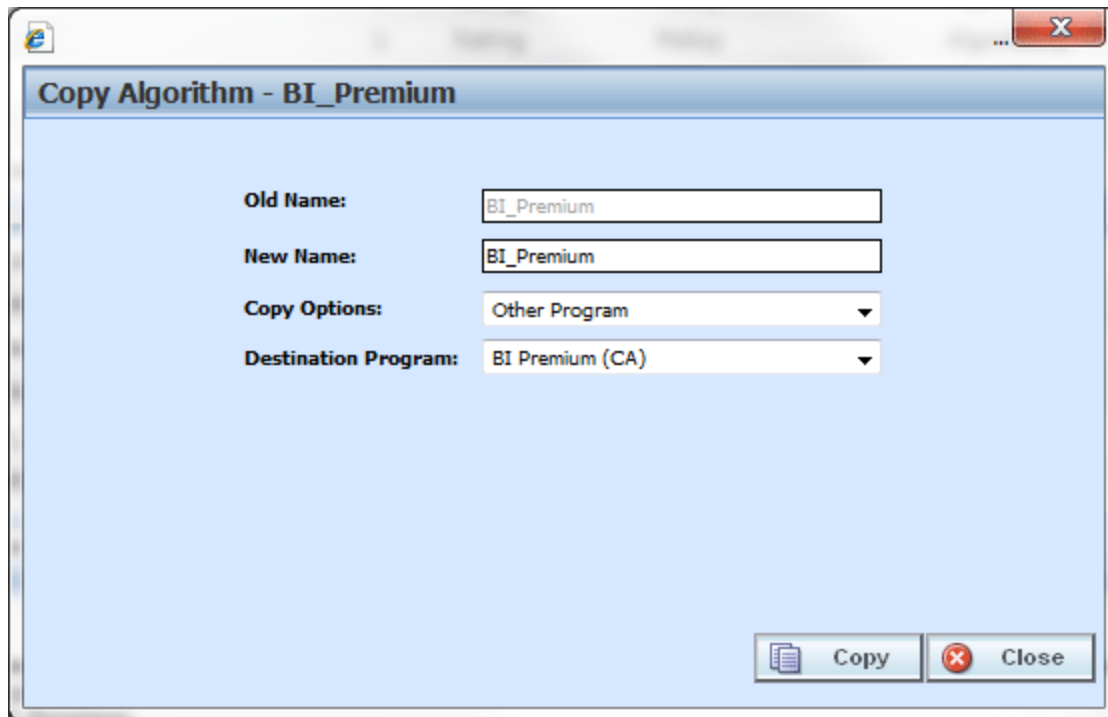 ...
Copy Algorithm - BI_Premium
Old Name: BI_Premium
New Name: BI_Premium
Copy Options: Other Program
Destination Program: BI Premium (CA)
Copy Close